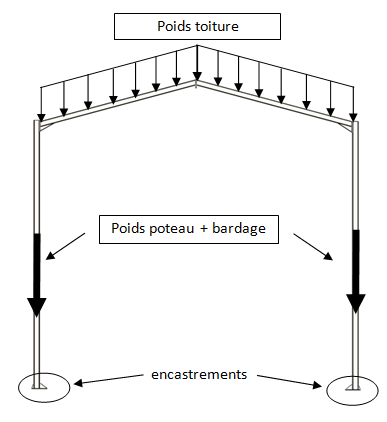 Poids toiture
Poids poteau + bardage
encastrements